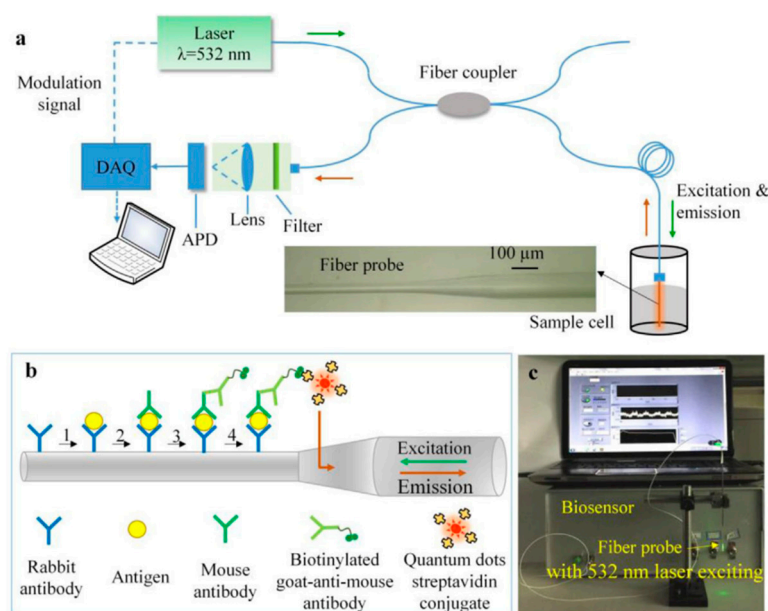 a
Laser
λ=532 nm
Modulation
signal
Fiber coupler
DAQ
APD
Lens
Filter
Excitation &
emission
Fiber probe
100 µm
Sample cell
b
1
2
3
4
Excitation
Emission
Rabbit
antibody
Antigen
Mouse
antibody
Biotinylated
goat-anti-mouse
antibody
Quantum dots
streptavidin
conjugate
c
Biosensor
Fiber probe
with 532 nm laser exciting